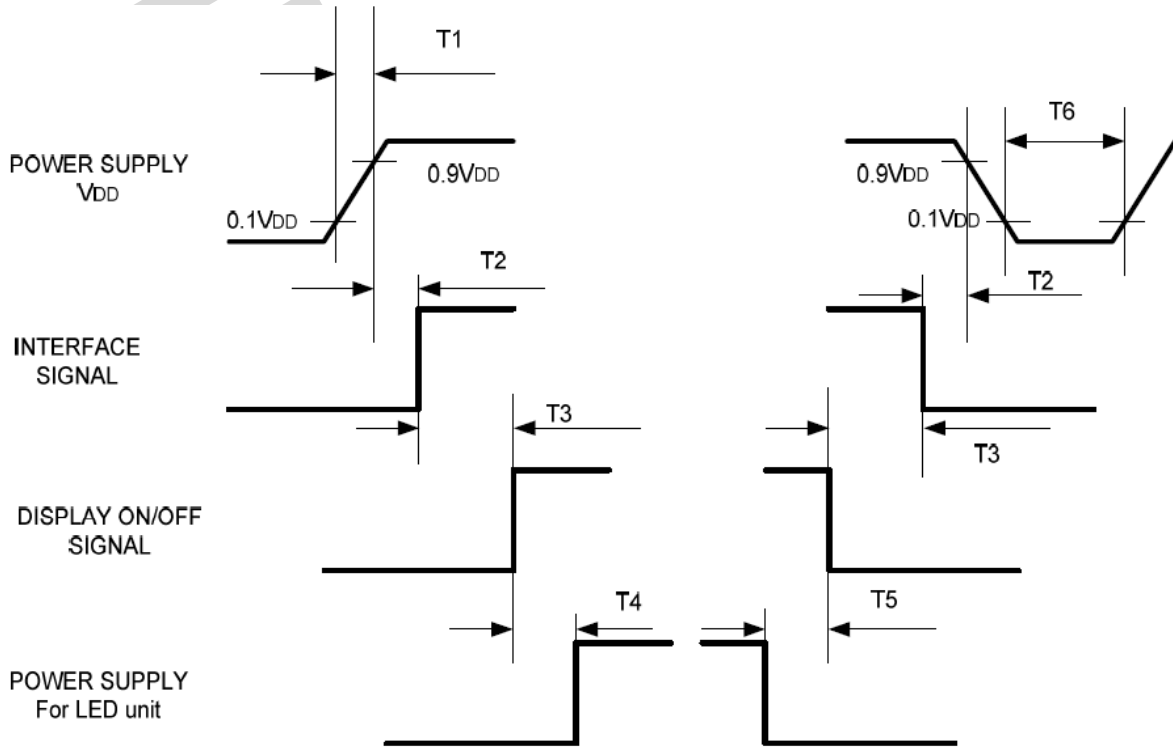 T1
T6
POWER SUPPLY
VDD
0.9VDD
0.9VDD
0.1VDD
0.1VDD
T2
T2
INTERFACE
SIGNAL
T3
T3
DISPLAY ON/OFF
SIGNAL
T4
T5
POWER SUPPLY
For LED unit